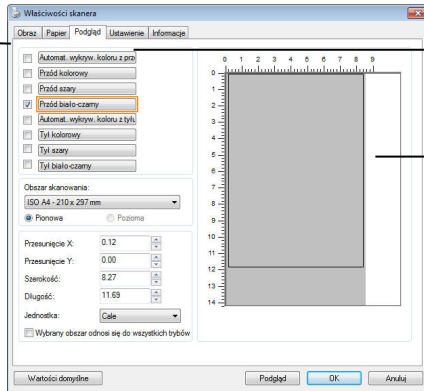 Właściwości skanera
Obraz Papier Podgląd Ustawienie Informacje
Automat. wykryw. koloru z prz
Przód kolorowy
Przód szary
Przód biało-czarny
Automat. wykryw. koloru z tyłu
Tył kolorowy
Tył szary
Tył biało-czarny
Obszar skanowania:
ISO A4 - 210 x 297 mm
Pionowa Pozioma
Przesunięcie X: 0.12
Przesunięcie Y: 0.00
Szerokość: 8.27
Długość: 11.69
Jednostka: Cale
Wybrany obszar odnosi się do wszystkich trybów
0 1 2 3 4 5 6 7 8 9
0
1
2
3
4
5
6
7
8
9
10
11
12
13
14
Wartości domyślne Podgląd OK Anuluj